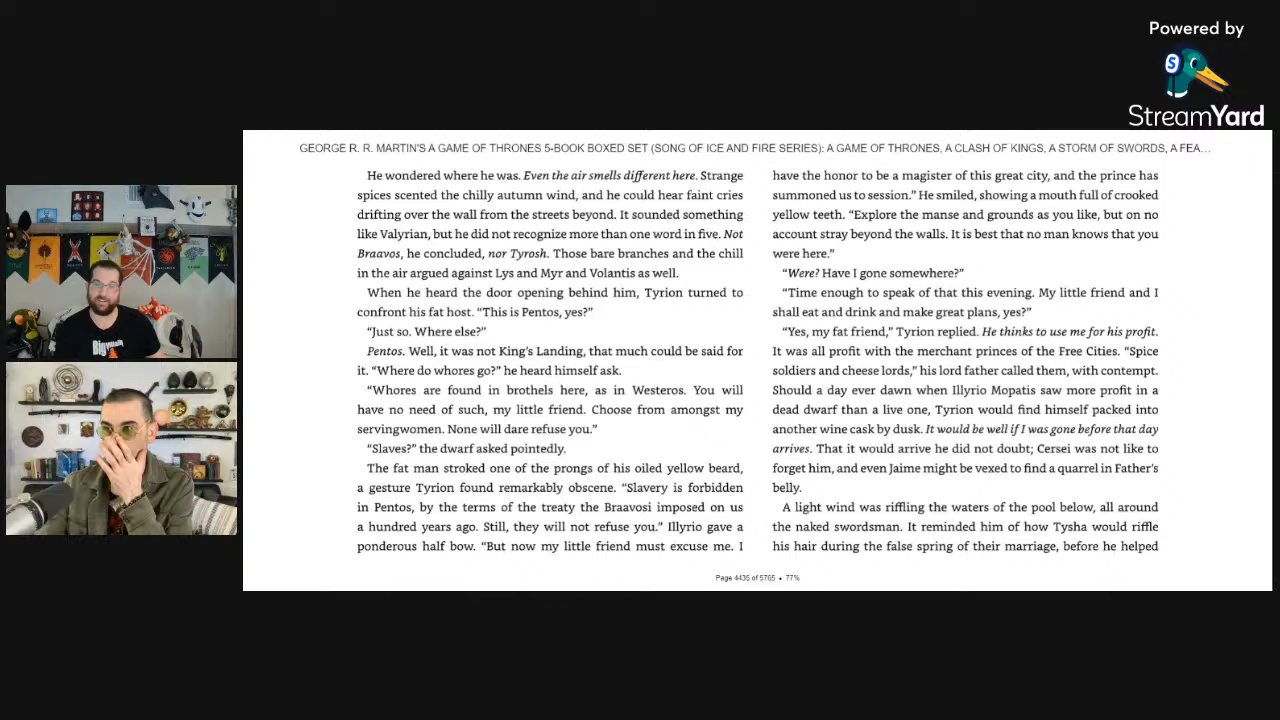 Powered by
S
StreamYard
GEORGE R. R. MARTIN'S A GAME OF THRONES 5-BOOK BOXED SET (SONG OF ICE AND FIRE SERIES): A GAME OF THRONES, A CLASH OF KINGS, A STORM OF SWORDS, A FEA…
He wondered where he was. Even the air smells different here. Strange
spices scented the chilly autumn wind, and he could hear faint cries
drifting over the wall from the streets beyond. It sounded something
like Valyrian, but he did not recognize more than one word in five. Not
Braavos, he concluded, nor Tyrosh. Those bare branches and the chill
in the air argued against Lys and Myr and Volantis as well.
When he heard the door opening behind him, Tyrion turned to
confront his fat host. “This is Pentos, yes?”
“Just so. Where else?”
Pentos. Well, it was not King's Landing, that much could be said for
it. “Where do whores go?” he heard himself ask.
“Whores are found in brothels here, as in Westeros. You will
have no need of such, my little friend. Choose from amongst my
servingwomen. None will dare refuse you.”
“Slaves?” the dwarf asked pointedly.
The fat man stroked one of the prongs of his oiled yellow beard,
a gesture Tyrion found remarkably obscene. “Slavery is forbidden
in Pentos, by the terms of the treaty the Braavosi imposed on us
a hundred years ago. Still, they will not refuse you.” Illyrio gave a
ponderous half bow. “But now my little friend must excuse me. I
have the honor to be a magister of this great city, and the prince has
summoned us to session.” He smiled, showing a mouth full of crooked
yellow teeth. “Explore the manse and grounds as you like, but on no
account stray beyond the walls. It is best that no man knows that you
were here.”
“Were? Have I gone somewhere?”
“Time enough to speak of that this evening. My little friend and I
shall eat and drink and make great plans, yes?”
“Yes, my fat friend,” Tyrion replied. He thinks to use me for his profit.
It was all profit with the merchant princes of the Free Cities. “Spice
soldiers and cheese lords,” his lord father called them, with contempt.
Should a day ever dawn when Illyrio Mopatis saw more profit in a
dead dwarf than a live one, Tyrion would find himself packed into
another wine cask by dusk. It would be well if I was gone before that day
arrives. That it would arrive he did not doubt; Cersei was not like to
forget him, and even Jaime might be vexed to find a quarrel in Father's
belly.
A light wind was riffling the waters of the pool below, all around
the naked swordsman. It reminded him of how Tysha would riffle
his hair during the false spring of their marriage, before he helped
Page 4435 of 5765 • 77%